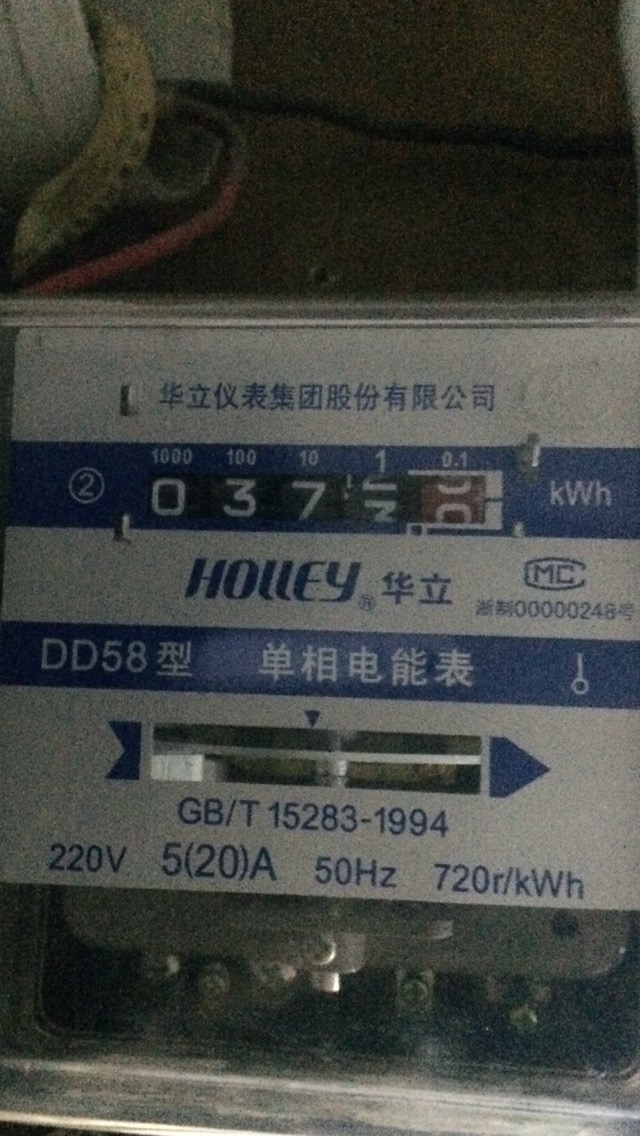 华立仪表集团股份有限公司
1000 100 10 1 0.1
② 0 3 7 kWh
HOLLEY® 华立 MC
浙制00000248号
DD58型 单相电能表
GB/T 15283-1994
220V 5(20)A 50Hz 720r/kWh